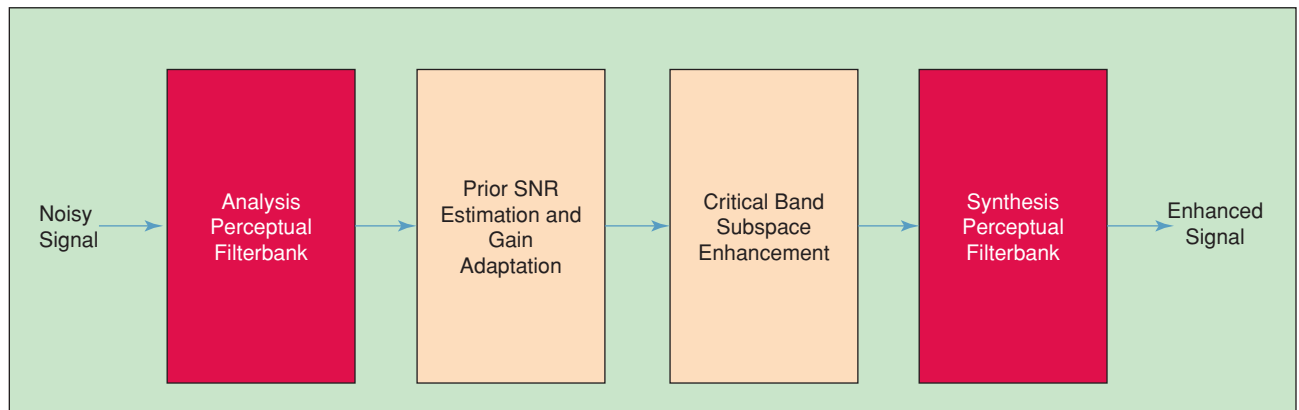 Noisy
Signal
Analysis
Perceptual
Filterbank
Prior SNR
Estimation and
Gain
Adaptation
Critical Band
Subspace
Enhancement
Synthesis
Perceptual
Filterbank
Enhanced
Signal